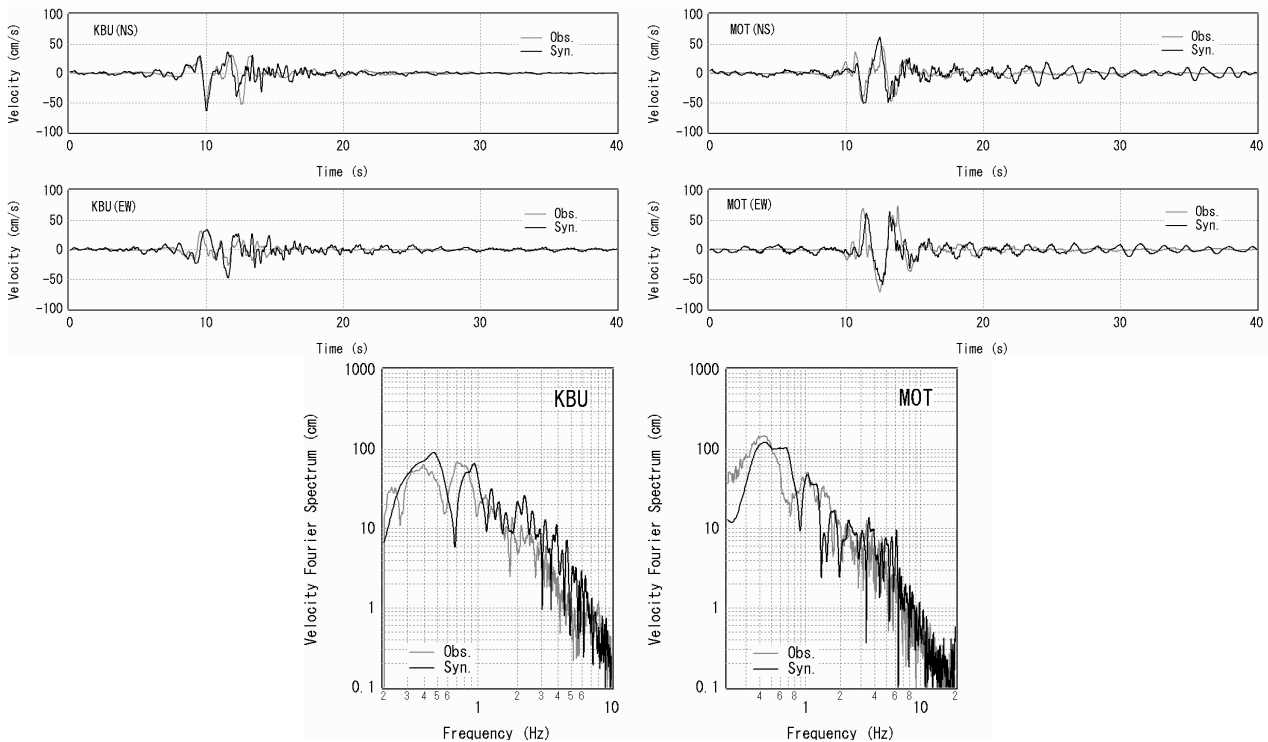 KBU(NS)
Obs.
Syn.
Velocity (cm/s)
100
50
0
-50
-100
0 10 20 30 40
Time (s)
MOT(NS)
Obs.
Syn.
Velocity (cm/s)
100
50
0
-50
-100
0 10 20 30 40
Time (s)
KBU(EW)
Obs.
Syn.
Velocity (cm/s)
100
50
0
-50
-100
0 10 20 30 40
Time (s)
MOT(EW)
Obs.
Syn.
Velocity (cm/s)
100
50
0
-50
-100
0 10 20 30 40
Time (s)
KBU
Velocity Fourier Spectrum (cm)
1000
100
10
1
0.1
Obs.
Syn.
2 3 4 5 6 2 3 4 5 6
1 10
Frequency (Hz)
MOT
Velocity Fourier Spectrum (cm)
1000
100
10
1
0.1
Obs.
Syn.
4 6 8 2 4 6 8 2
1 10
Frequency (Hz)